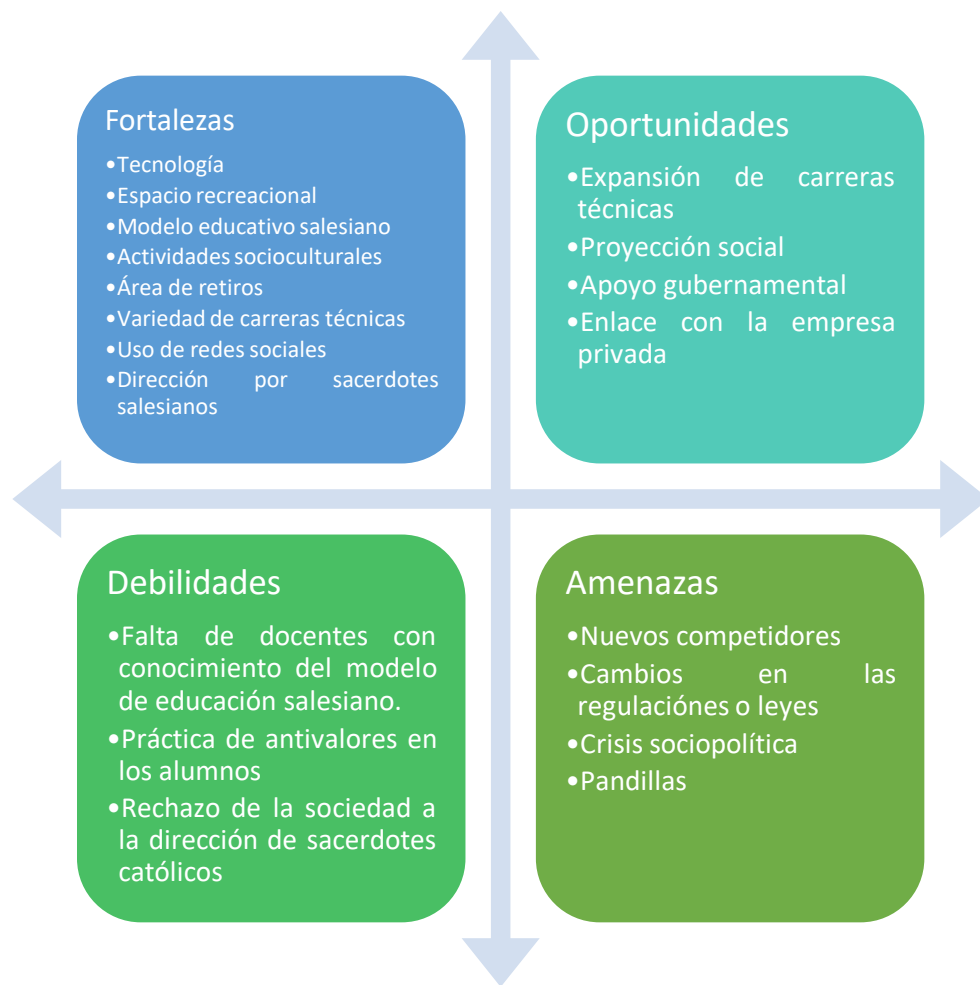 Fortalezas
•Tecnología
•Espacio recreacional
•Modelo educativo salesiano
•Actividades socioculturales
•Área de retiros
•Variedad de carreras técnicas
•Uso de redes sociales
•Dirección por sacerdotes
salesianos
Oportunidades
•Expansión de carreras
técnicas
•Proyección social
•Apoyo gubernamental
•Enlace con la empresa
privada
Debilidades
•Falta de docentes con
conocimiento del modelo
de educación salesiano.
•Práctica de antivalores en
los alumnos
•Rechazo de la sociedad a
la dirección de sacerdotes
católicos
Amenazas
•Nuevos competidores
•Cambios en las
regulaciónes o leyes
•Crisis sociopolítica
•Pandillas